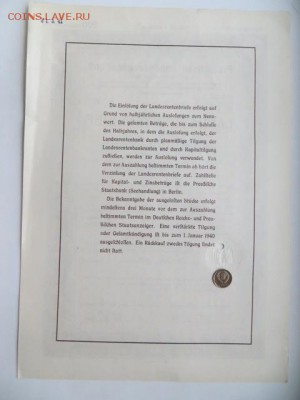 COINS.LAVE.RU
Die Einlösung der Landesrentenbriefe erfolgt auf
Grund von halbjährlichen Auslosungen zum Nenn-
wert. Die gesamten Beträge, die bis zum Schlusse
des Halbjahres, in dem die Auslosung erfolgt, der
Landesrentenbank durch planmäßige Tilgung der
Landesrentenbankrenten und durch Kapitaltilgung
zufließen, werden zur Auslosung verwendet. Von
dem zur Auszahlung bestimmten Termin ab hört die
Verzinsung der Landesrentenbriefe auf. Zahlstelle
für Kapital- und Zinsbeträge ist die Preußische
Staatsbank (Seehandlung) in Berlin.
Die Bekanntgabe der ausgelosten Stücke erfolgt
mindestens drei Monate vor dem zur Auszahlung
bestimmten Termin im Deutschen Reichs- und Preu-
ßischen Staatsanzeiger. Eine verstärkte Tilgung
oder Gesamtkündigung ist bis zum 1. Januar 1940
ausgeschlossen. Ein Rückkauf zwecks Tilgung findet
nicht statt.